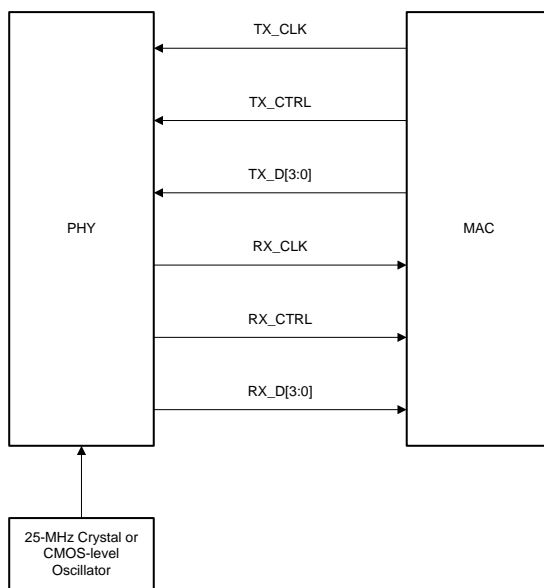 TX_CLK
TX_CTRL
TX_D[3:0]
PHY
MAC
RX_CLK
RX_CTRL
RX_D[3:0]
25-MHz Crystal or
CMOS-level
Oscillator